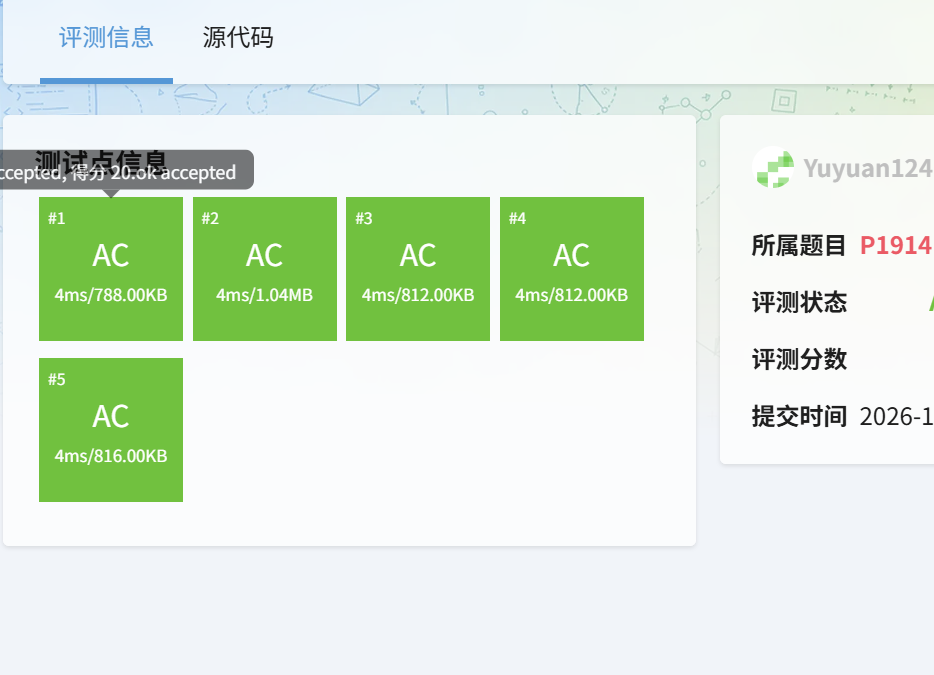 评测信息 源代码
测试点信息
ccepted, 得分 20.ok accepted
#1
AC
4ms/788.00KB
#2
AC
4ms/1.04MB
#3
AC
4ms/812.00KB
#4
AC
4ms/812.00KB
#5
AC
4ms/816.00KB
Yuyuan124
所属题目 P1914
评测状态
评测分数
提交时间 2026-1